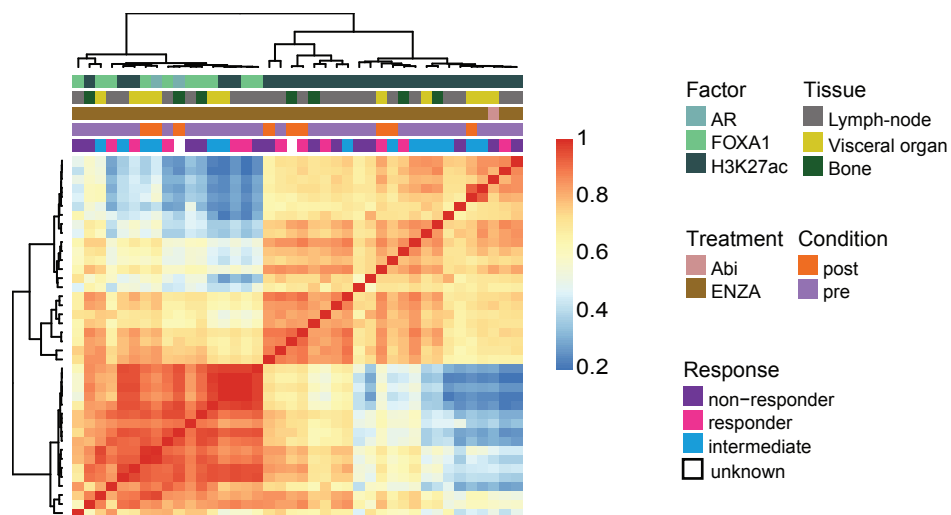 1
0.8
0.6
0.4
0.2
Factor
AR
FOXA1
H3K27ac
Tissue
Lymph-node
Visceral organ
Bone
Treatment
Abi
ENZA
Condition
post
pre
Response
non−responder
responder
intermediate
unknown